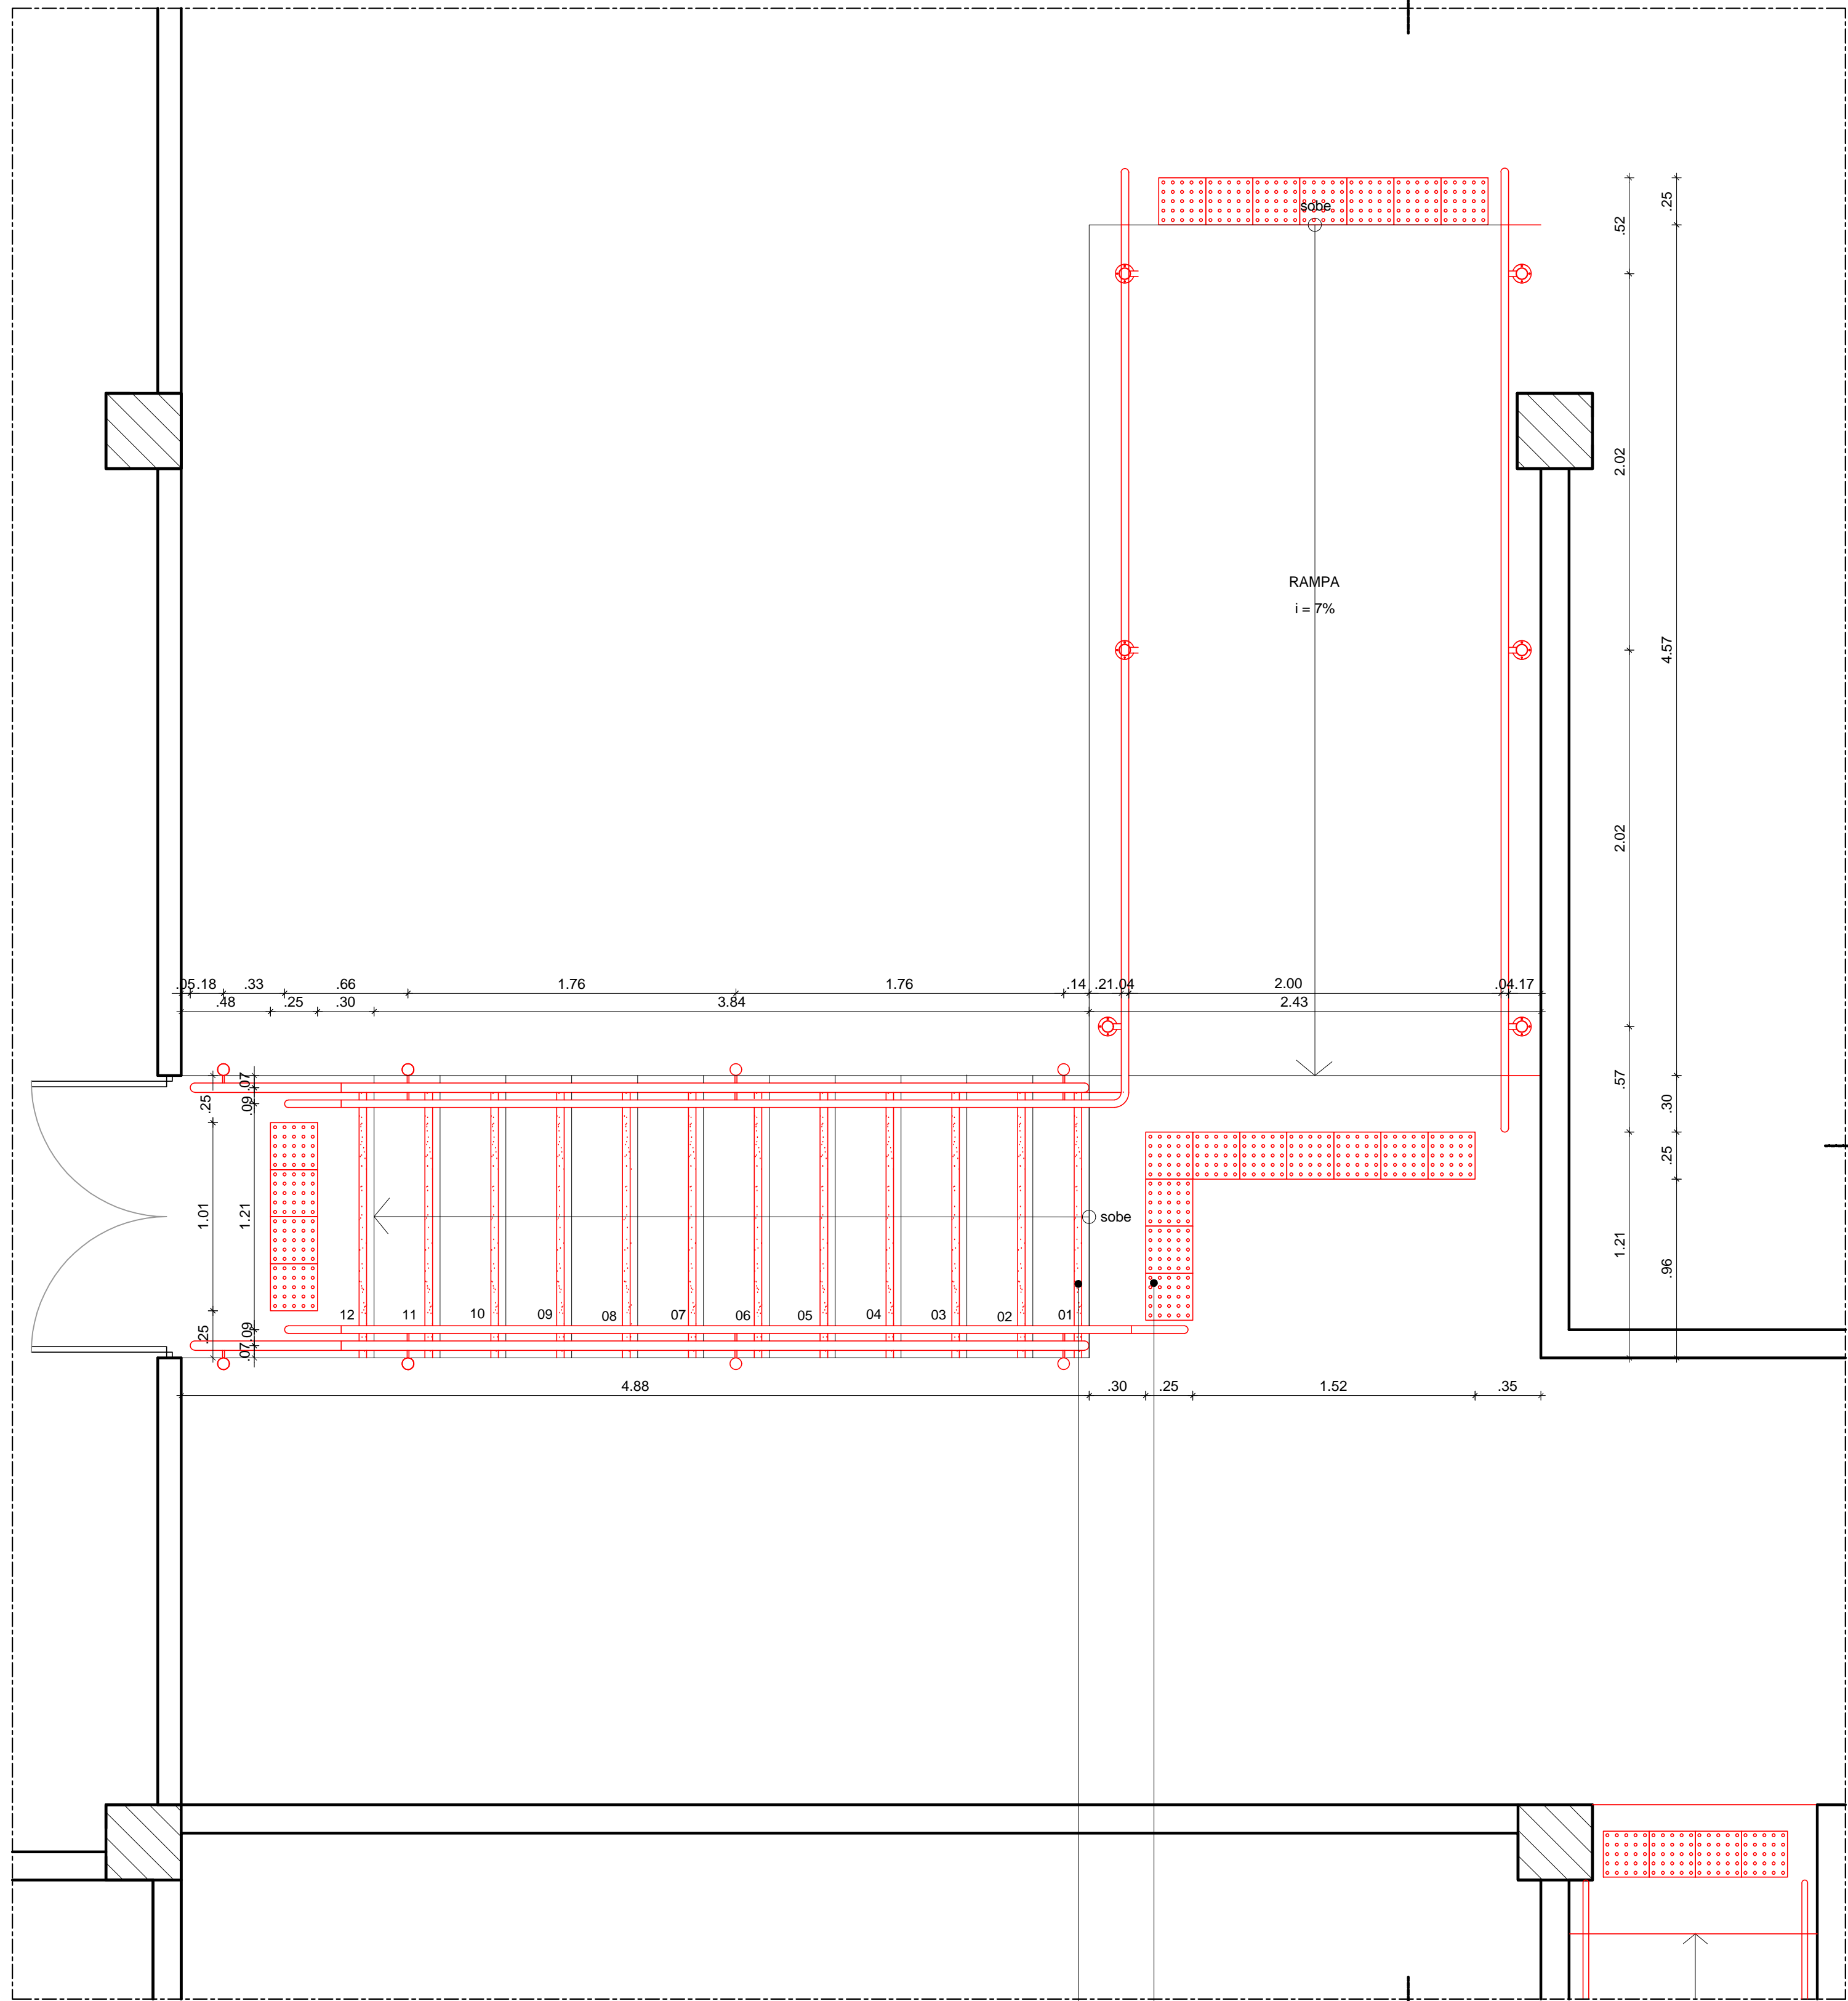 sobe
.52
.25
2.02
RAMPA
i = 7%
4.57
2.02
.05 .18 .33 .66 1.76 1.76 .14 .21 .04 2.00 .04 .17
.48 .25 .30 3.84 2.43
.07
.57
.25
.09
.30
.25
1.01
1.21
sobe
1.21
.96
12 11 10 09 08 07 06 05 04 03 02 01
.25
.09
.07
4.88 .30 .25 1.52 .35